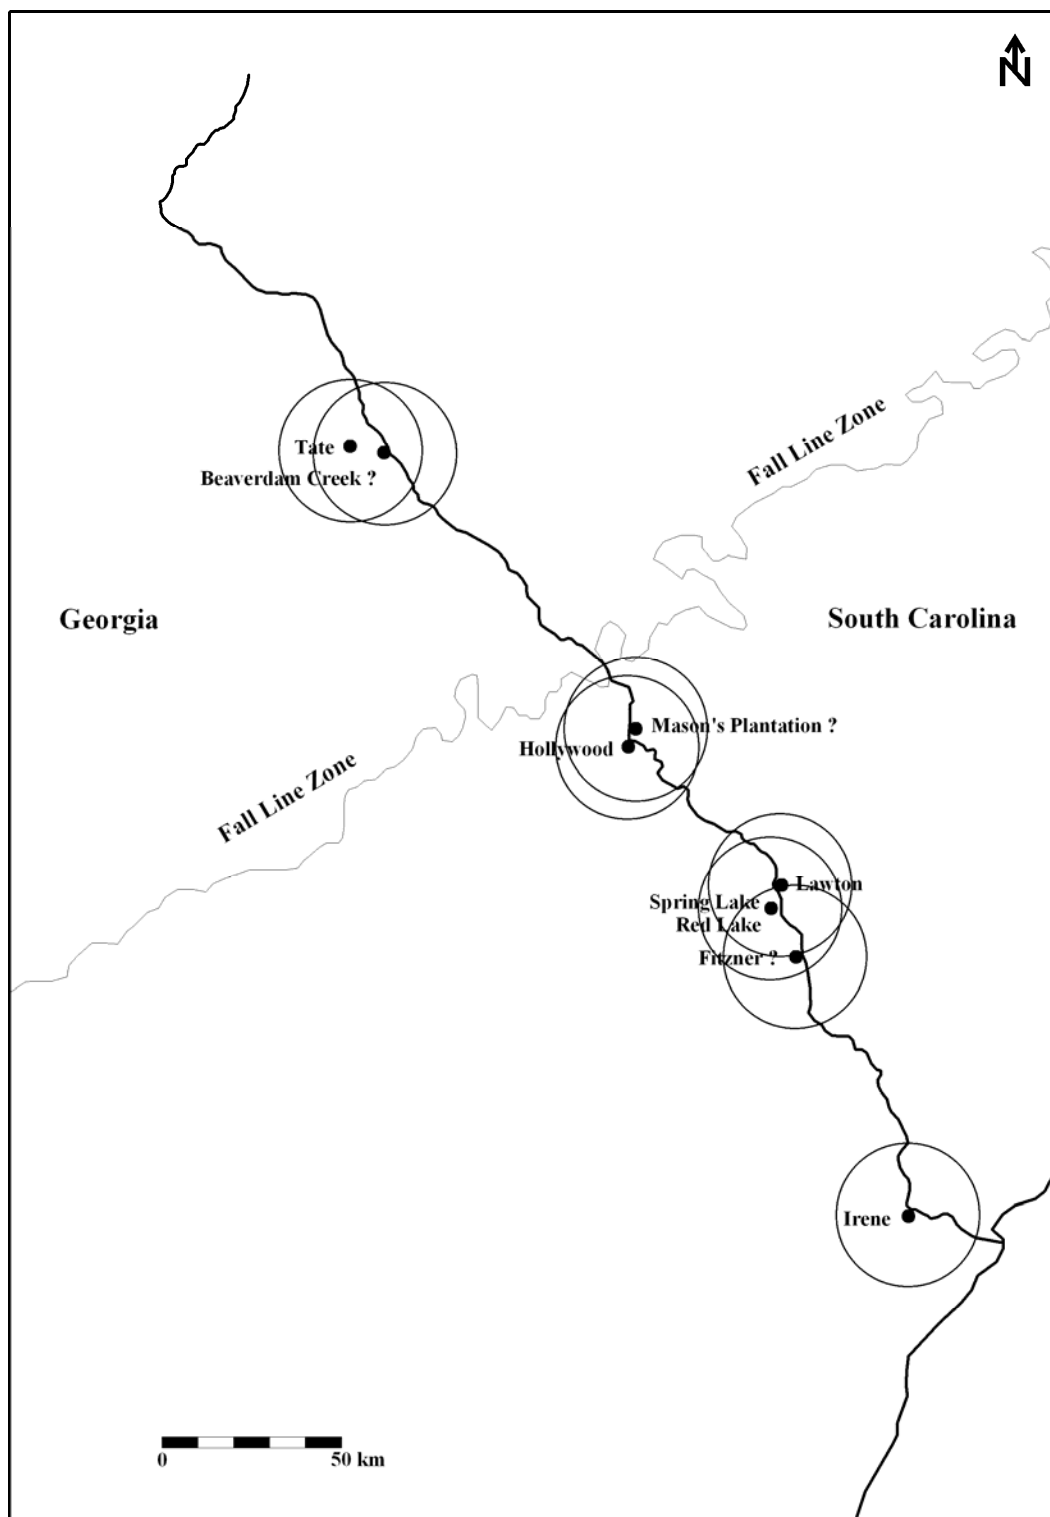 N
Fall Line Zone
Tate
Beaverdam Creek ?
Georgia
South Carolina
Mason's Plantation ?
Hollywood
Fall Line Zone
Lawton
Spring Lake
Red Lake
Fitzner ?
Irene
0
50 km